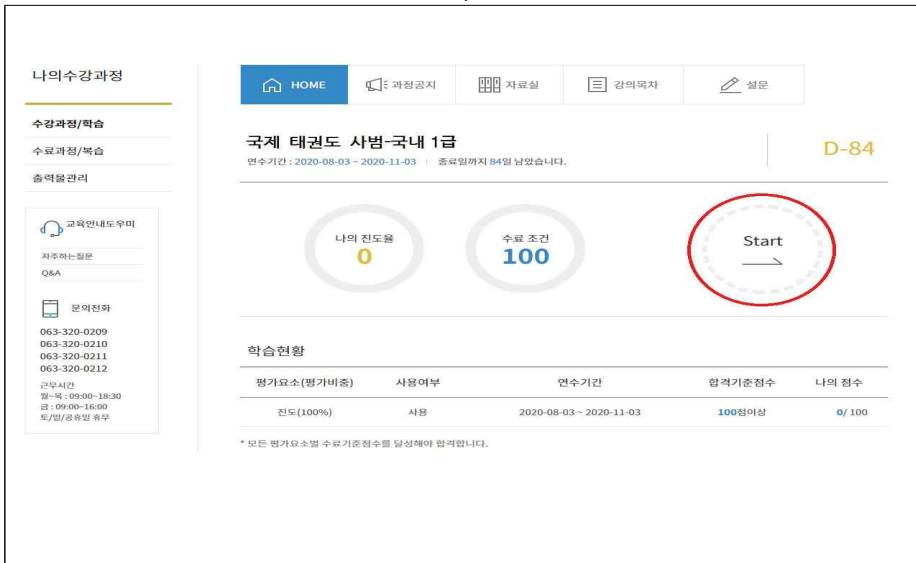 나의수강과정
수강과정/학습
수료과정/복습
출력물관리
교육안내도우미
자주하는질문
Q&A
문의전화
063-320-0209
063-320-0210
063-320-0211
063-320-0212
근무시간
월~목 : 09:00~18:30
금 : 09:00~16:00
토/일/공휴일 휴무
HOME 과정공지 자료실 강의목차 설문
국제 태권도 사범-국내 1급
연수기간 : 2020-08-03 ~ 2020-11-03 | 종료일까지 84일 남았습니다.
D-84
나의 진도율
0
수료 조건
100
Start
학습현황
평가요소(평가비중) 사용여부 연수기간 합격기준점수 나의 점수
진도(100%) 사용 2020-08-03 ~ 2020-11-03 100점이상 0/ 100
* 모든 평가요소별 수료기준점수를 달성해야 합격합니다.